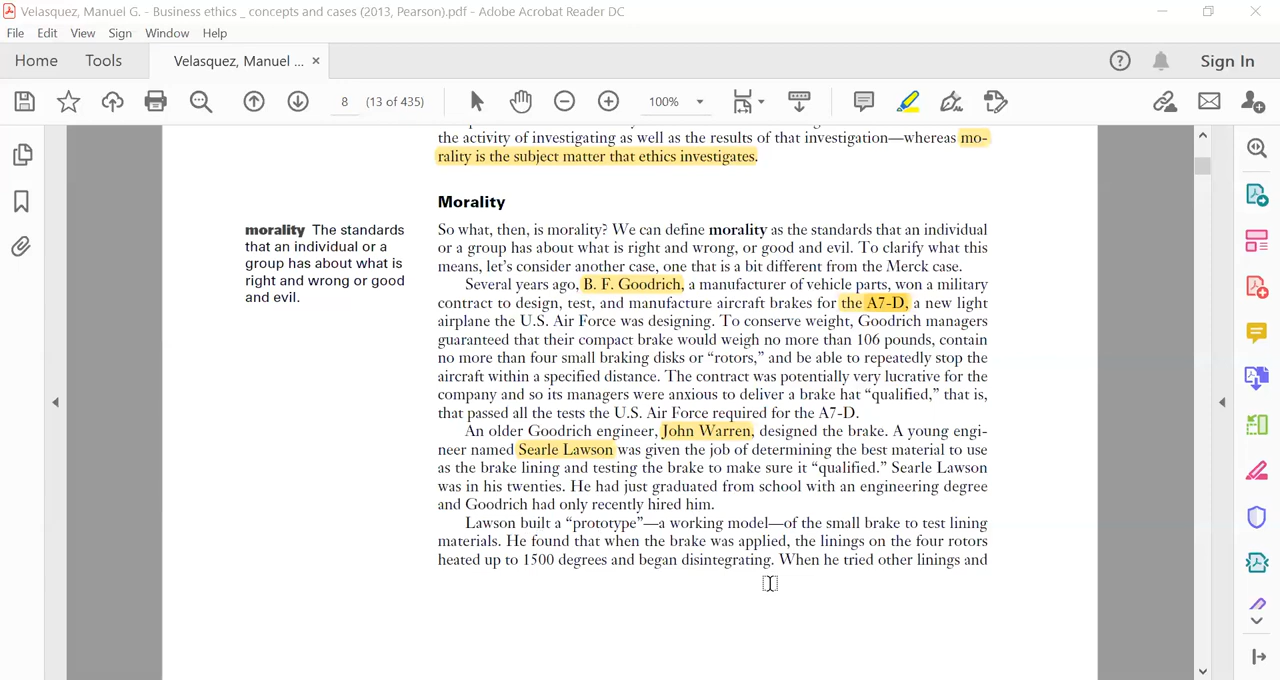 Velasquez, Manuel G. - Business ethics _ concepts and cases (2013, Pearson).pdf - Adobe Acrobat Reader DC
File Edit View Sign Window Help
Home Tools Velasquez, Manuel ... × Sign In
8 (13 of 435) 100%
the activity of investigating as well as the results of that investigation—whereas mo-
rality is the subject matter that ethics investigates.
Morality
morality The standards
that an individual or a
group has about what is
right and wrong or good
and evil.
So what, then, is morality? We can define morality as the standards that an individual
or a group has about what is right and wrong, or good and evil. To clarify what this
means, let’s consider another case, one that is a bit different from the Merck case.
Several years ago, B. F. Goodrich, a manufacturer of vehicle parts, won a military
contract to design, test, and manufacture aircraft brakes for the A7-D, a new light
airplane the U.S. Air Force was designing. To conserve weight, Goodrich managers
guaranteed that their compact brake would weigh no more than 106 pounds, contain
no more than four small braking disks or “rotors,” and be able to repeatedly stop the
aircraft within a specified distance. The contract was potentially very lucrative for the
company and so its managers were anxious to deliver a brake hat “qualified,” that is,
that passed all the tests the U.S. Air Force required for the A7-D.
An older Goodrich engineer, John Warren, designed the brake. A young engi-
neer named Searle Lawson was given the job of determining the best material to use
as the brake lining and testing the brake to make sure it “qualified.” Searle Lawson
was in his twenties. He had just graduated from school with an engineering degree
and Goodrich had only recently hired him.
Lawson built a “prototype”—a working model—of the small brake to test lining
materials. He found that when the brake was applied, the linings on the four rotors
heated up to 1500 degrees and began disintegrating. When he tried other linings and